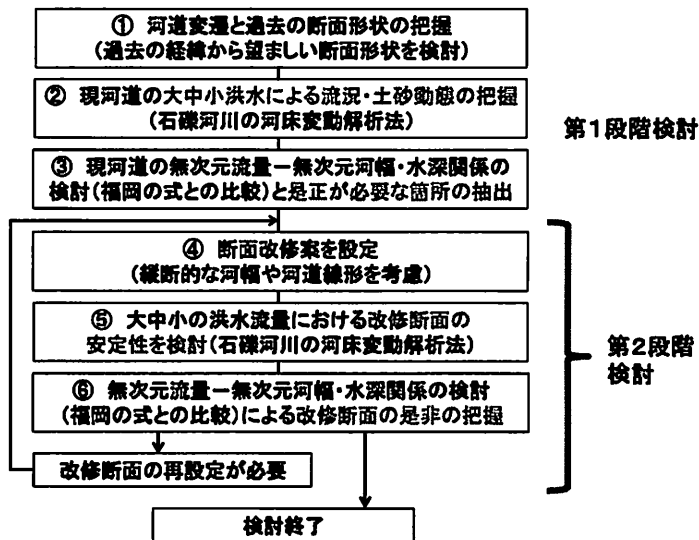 ① 河道変遷と過去の断面形状の把握
(過去の経緯から望ましい断面形状を検討)
② 現河道の大中小洪水による流況・土砂動態の把握
(石礫河川の河床変動解析法)
第1段階検討
③ 現河道の無次元流量－無次元河幅・水深関係の
検討(福岡の式との比較)と是正が必要な箇所の抽出
④ 断面改修案を設定
(縦断的な河幅や河道線形を考慮)
⑤ 大中小の洪水流量における改修断面の
安定性を検討(石礫河川の河床変動解析法)
第2段階
検討
⑥ 無次元流量－無次元河幅・水深関係の検討
(福岡の式との比較)による改修断面の是非の把握
改修断面の再設定が必要
検討終了